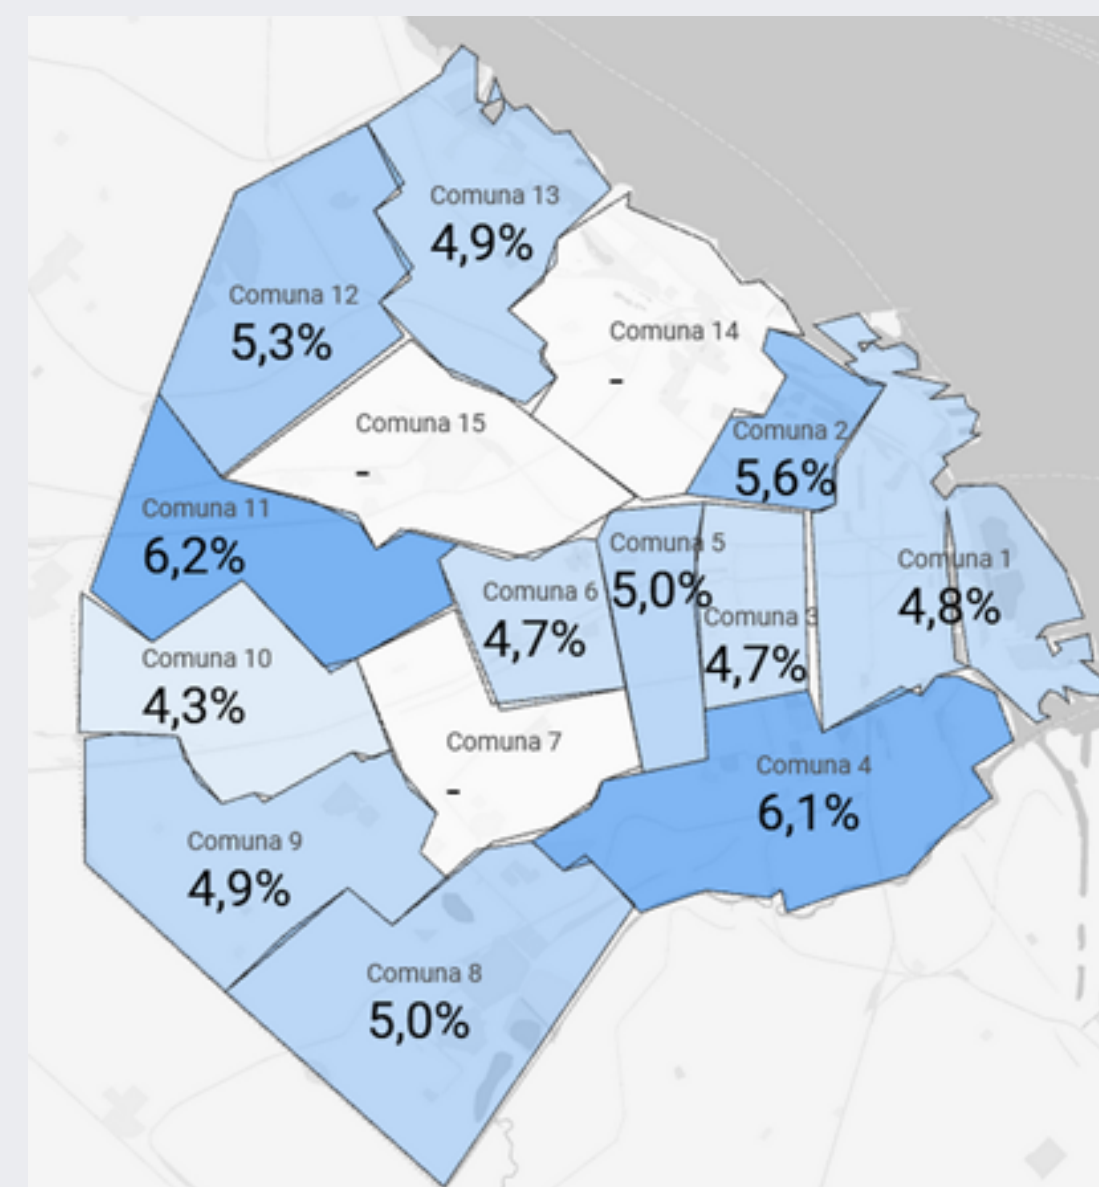 Comuna 13
4,9%
Comuna 12
5,3%
Comuna 14
-
Comuna 15
-
Comuna 2
5,6%
Comuna 11
6,2%
Comuna 5
5,0%
Comuna 1
4,8%
Comuna 6
4,7%
Comuna 3
4,7%
Comuna 10
4,3%
Comuna 7
-
Comuna 4
6,1%
Comuna 9
4,9%
Comuna 8
5,0%